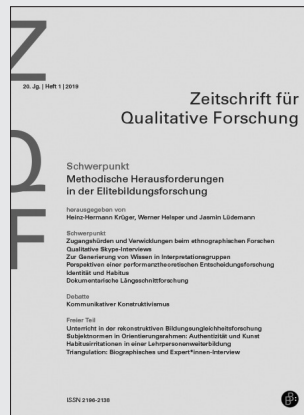 Z
Q
F
20. Jg. | Heft 1 | 2019
Zeitschrift für
Qualitative Forschung
Schwerpunkt
Methodische Herausforderungen
in der Elitebildungsforschung
herausgegeben von
Heinz-Hermann Krüger, Werner Helsper und Jasmin Lüdemann
Schwerpunkt
Zugangshürden und Verwicklungen beim ethnographischen Forschen
Qualitative Skype-Interviews
Zur Generierung von Wissen in Interpretationsgruppen
Perspektiven einer performanztheoretischen Entscheidungsforschung
Identität und Habitus
Dokumentarische Längsschnittforschung
Debatte
Kommunikativer Konstruktivismus
Freier Teil
Unterricht in der rekonstruktiven Bildungsungleichheitsforschung
Subjektnormen in Orientierungsrahmen: Authentizität und Kunst
Habitusirritationen in einer Lehrpersonenweiterbildung
Triangulation: Biographisches und Expert*innen-Interview
ISSN 2196-2138